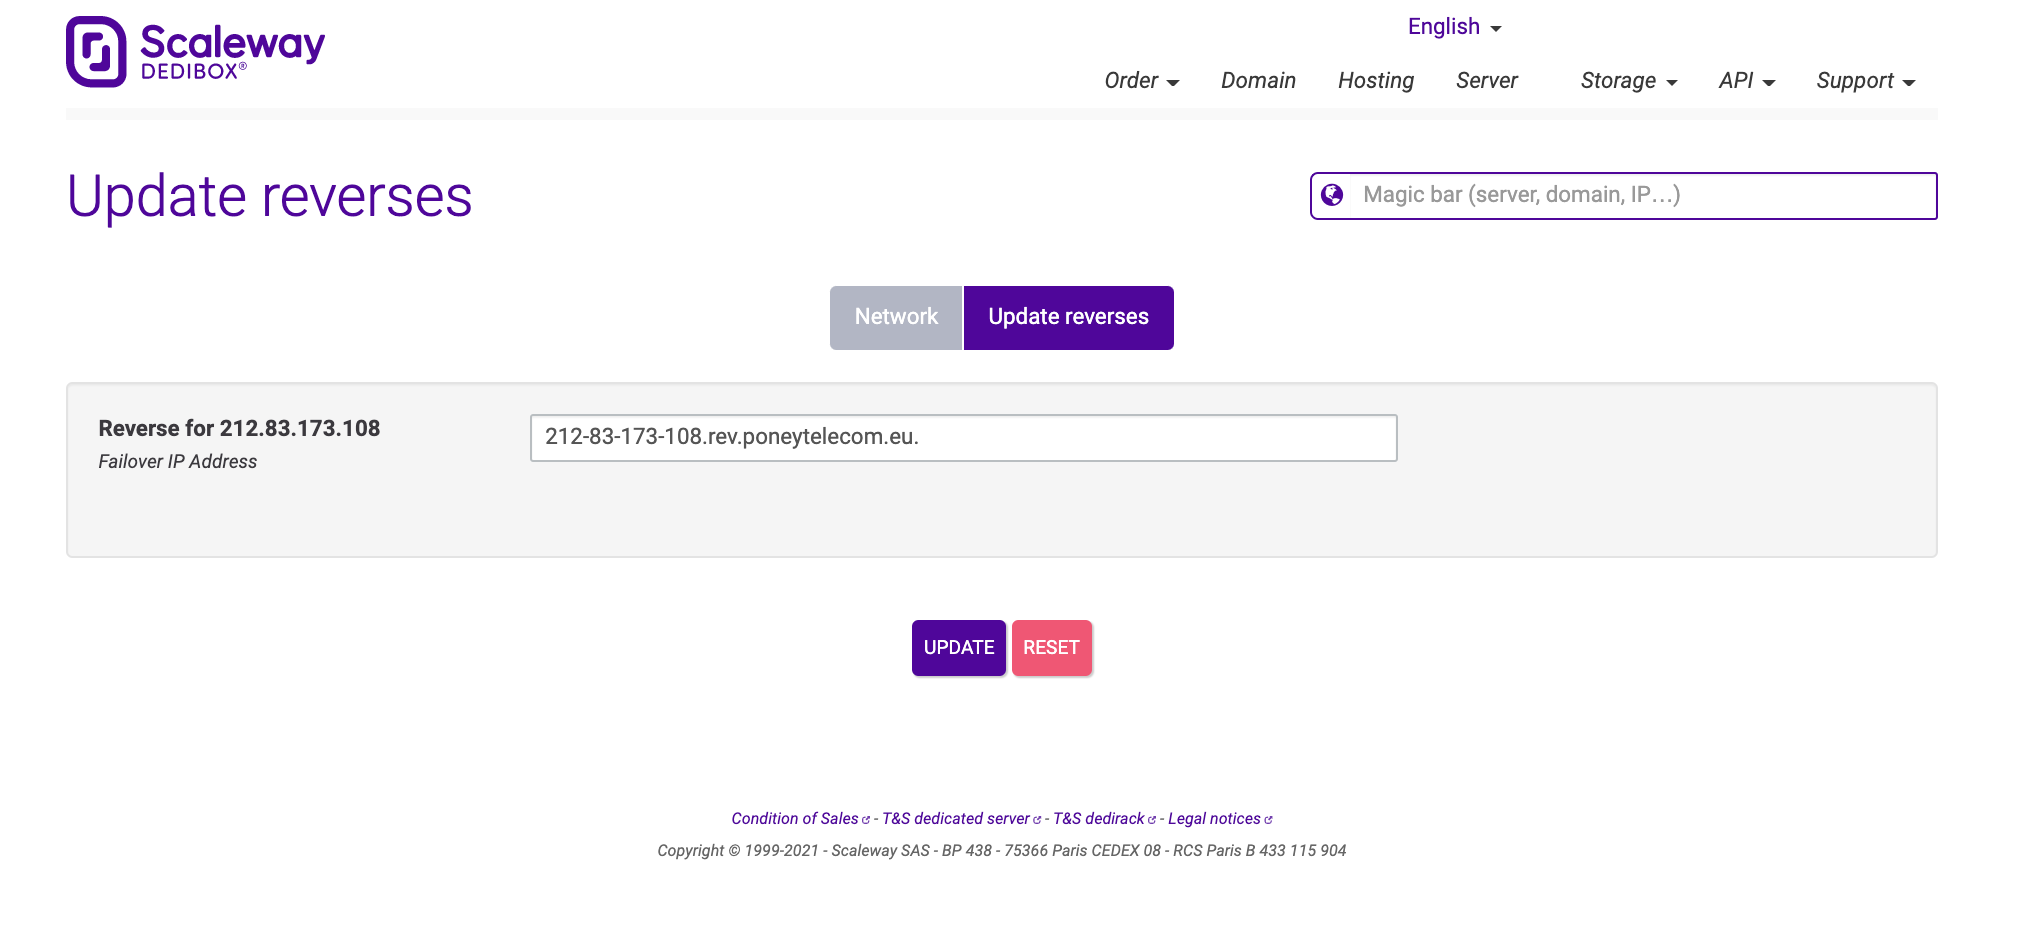 Scaleway
DEDIBOX®
English
Order
Domain
Hosting
Server
Storage
API
Support
Update reverses
Magic bar (server, domain, IP…)
Network
Update reverses
Reverse for 212.83.173.108
212-83-173-108.rev.poneytelecom.eu.
Failover IP Address
UPDATE
RESET
Condition of Sales - T&S dedicated server - T&S dedirack - Legal notices
Copyright © 1999-2021 - Scaleway SAS - BP 438 - 75366 Paris CEDEX 08 - RCS Paris B 433 115 904